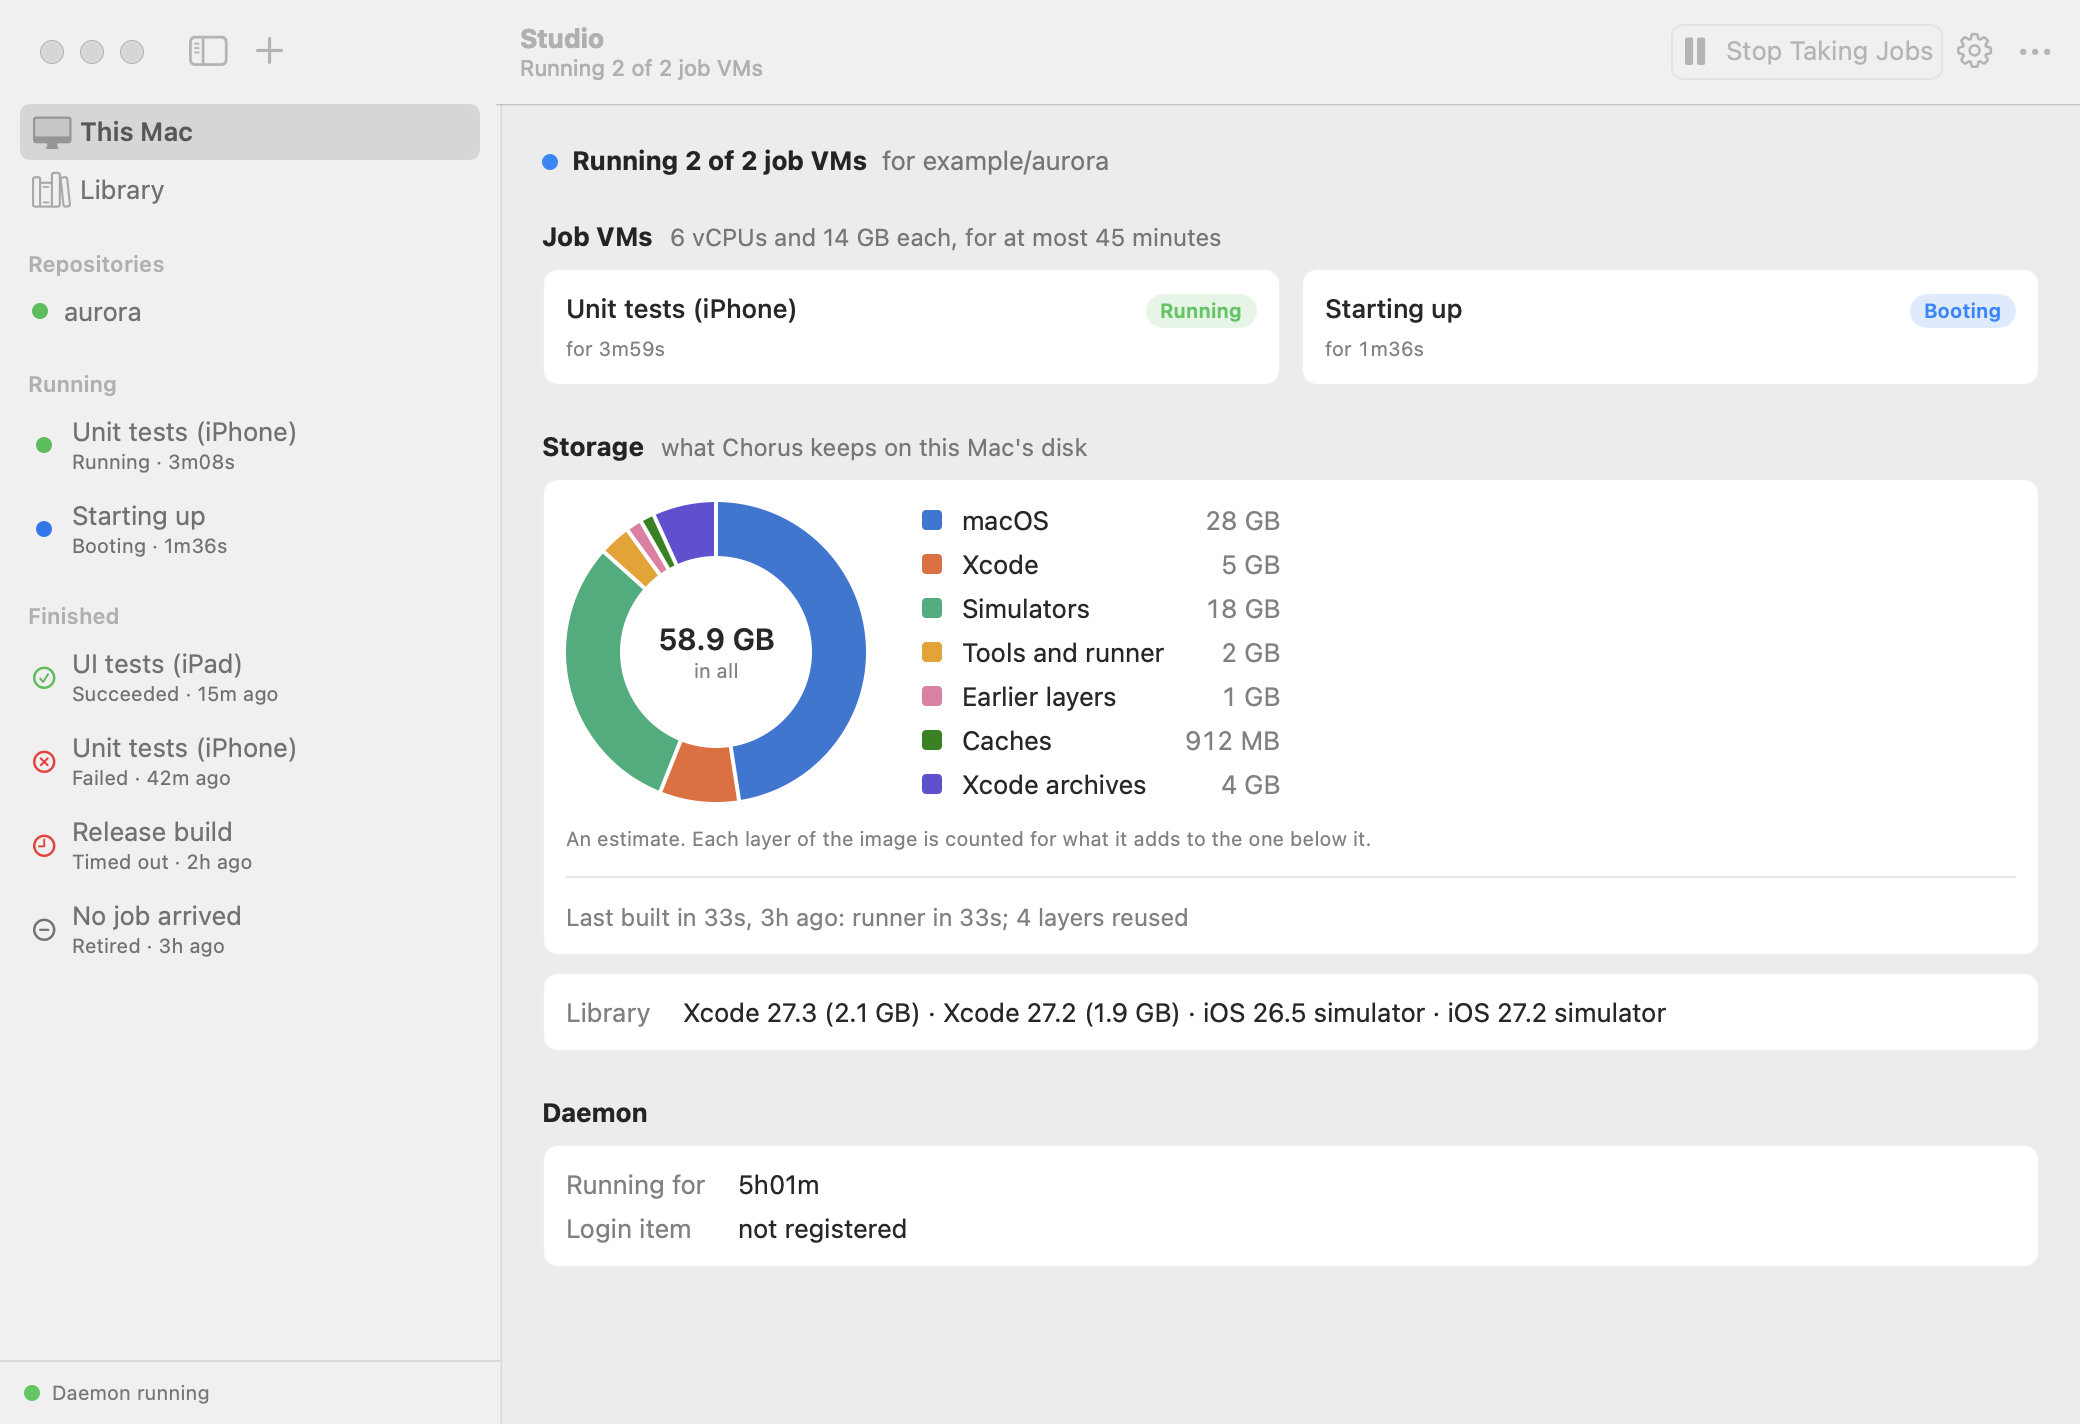 Studio
Running 2 of 2 job VMs
Stop Taking Jobs
This Mac
Library
Repositories
aurora
Running
Unit tests (iPhone)
Running · 3m08s
Starting up
Booting · 1m36s
Finished
UI tests (iPad)
Succeeded · 15m ago
Unit tests (iPhone)
Failed · 42m ago
Release build
Timed out · 2h ago
No job arrived
Retired · 3h ago
Daemon running
Running 2 of 2 job VMs for example/aurora
Job VMs 6 vCPUs and 14 GB each, for at most 45 minutes
Unit tests (iPhone) Running
for 3m59s
Starting up Booting
for 1m36s
Storage what Chorus keeps on this Mac's disk
58.9 GB
in all
macOS 28 GB
Xcode 5 GB
Simulators 18 GB
Tools and runner 2 GB
Earlier layers 1 GB
Caches 912 MB
Xcode archives 4 GB
An estimate. Each layer of the image is counted for what it adds to the one below it.
Last built in 33s, 3h ago: runner in 33s; 4 layers reused
Library Xcode 27.3 (2.1 GB) · Xcode 27.2 (1.9 GB) · iOS 26.5 simulator · iOS 27.2 simulator
Daemon
Running for 5h01m
Login item not registered